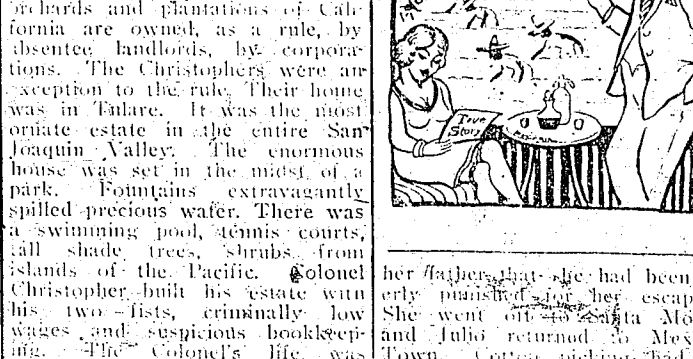 orchards and plantations of Cali-
fornia are owned, as a rule, by
absentee landlords, by corpora-
tions. The Christophers were an
exception to the rule. Their home
was in Tulare. It was the most
ornate estate in the entire San
Joaquin Valley. The enormous
house was set in the midst of a
park. Fountains extravagantly
spilled precious water. There was
a swimming pool, tennis courts,
tall shade trees, shrubs from
islands of the Pacific. Colonel
Christopher built his estate with
his two fists, criminally low
wages and suspicious bookkeep-
ing. The Colonel's life was
True
Story
her father that she had been
erly punished for her escap
She went off to Santa Mo
and Julio returned to Mex
Town. Cotton picking